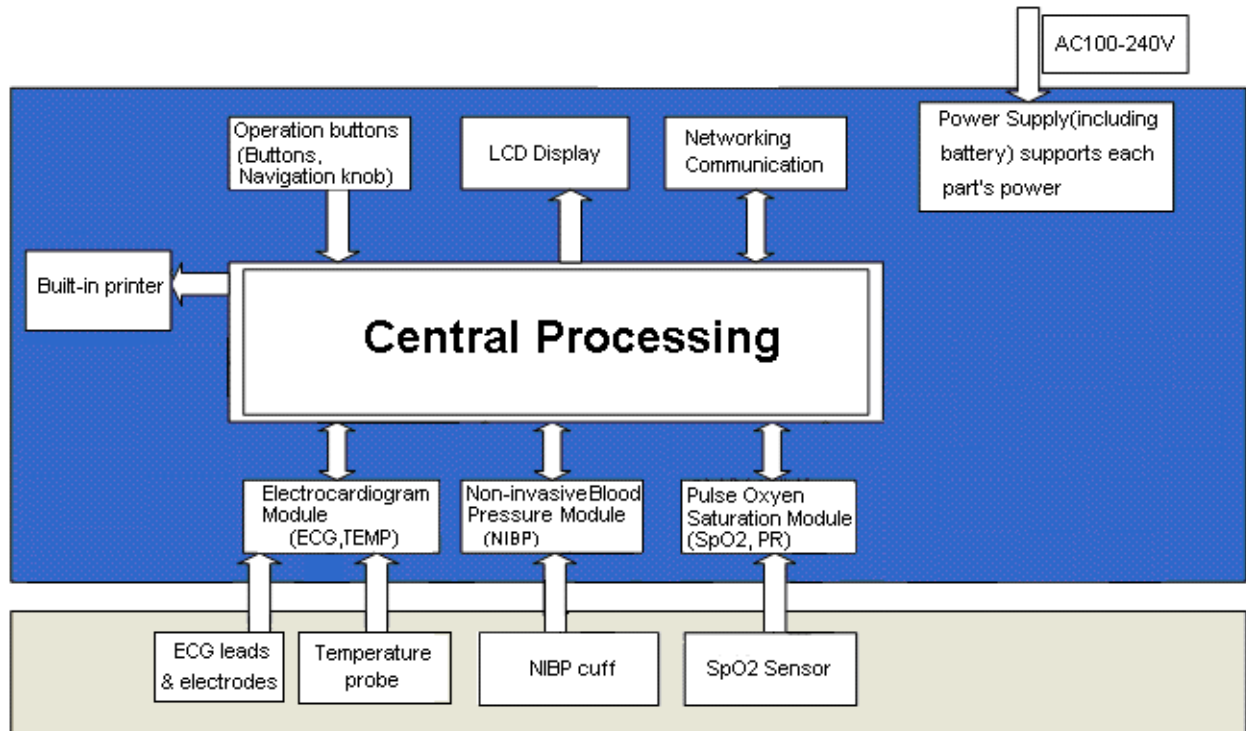 AC100-240V
Operation buttons
(Buttons,
Navigation knob)
LCD Display
Networking
Communication
Power Supply(including
battery) supports each
part's power
Built-in printer
Central Processing
Electrocardiogram
Module
(ECG,TEMP)
Non-invasive Blood
Pressure Module
(NIBP)
Pulse Oxyen
Saturation Module
(SpO2, PR)
ECG leads
& electrodes
Temperature
probe
NIBP cuff
SpO2 Sensor